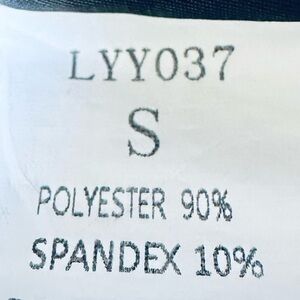 LYY037
S
POLYESTER 90%
SPANDEX 10%